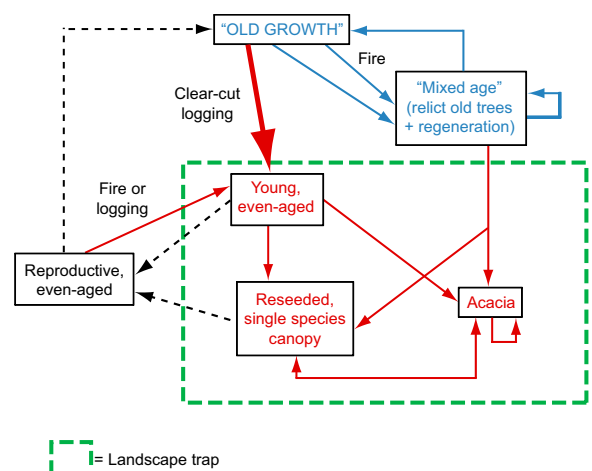 “OLD GROWTH”
Fire
“Mixed age”
(relict old trees
+ regeneration)
Clear-cut
logging
Fire or
logging
Young,
even-aged
Reproductive,
even-aged
Reseeded,
single species
canopy
Acacia
= Landscape trap